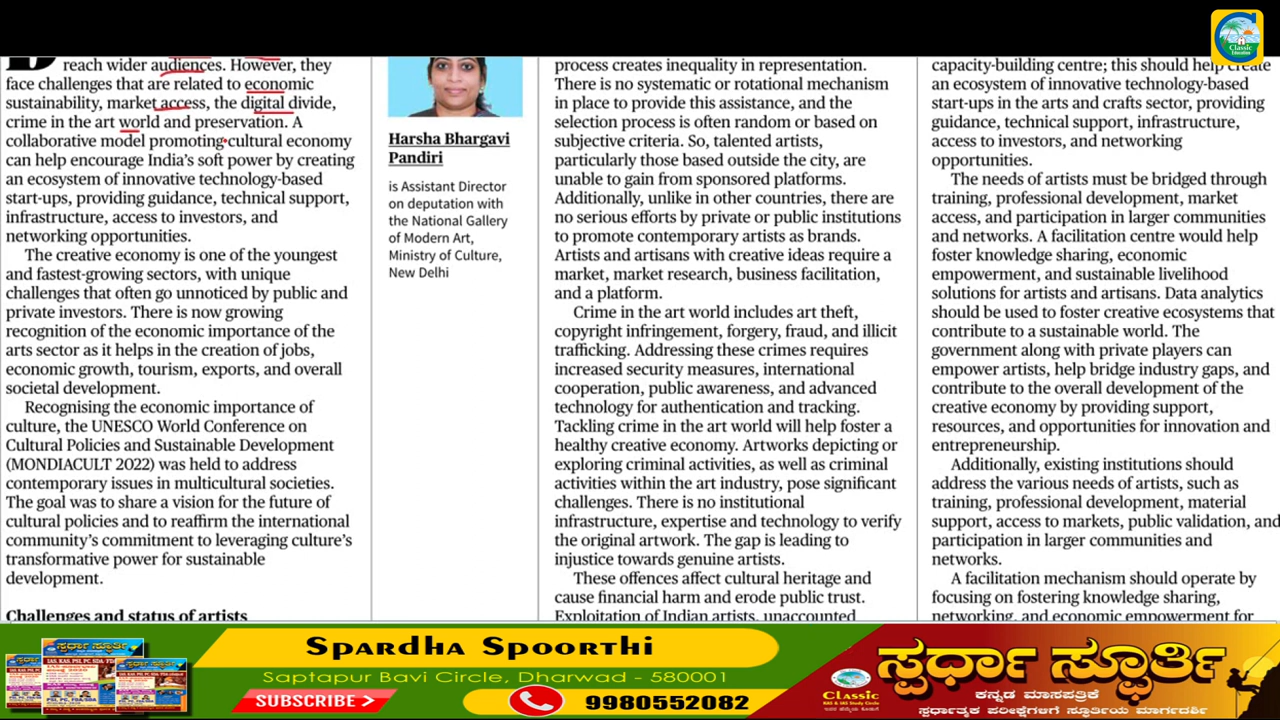 reach wider audiences. However, they
face challenges that are related to economic
sustainability, market access, the digital divide,
crime in the art world and preservation. A
collaborative model promoting cultural economy
can help encourage India's soft power by creating
an ecosystem of innovative technology-based
start-ups, providing guidance, technical support,
infrastructure, access to investors, and
networking opportunities.
The creative economy is one of the youngest
and fastest-growing sectors, with unique
challenges that often go unnoticed by public and
private investors. There is now growing
recognition of the economic importance of the
arts sector as it helps in the creation of jobs,
economic growth, tourism, exports, and overall
societal development.
Recognising the economic importance of
culture, the UNESCO World Conference on
Cultural Policies and Sustainable Development
(MONDIACULT 2022) was held to address
contemporary issues in multicultural societies.
The goal was to share a vision for the future of
cultural policies and to reaffirm the international
community's commitment to leveraging culture's
transformative power for sustainable
development.
Challenges and status of artists
Harsha Bhargavi
Pandiri
is Assistant Director
on deputation with
the National Gallery
of Modern Art,
Ministry of Culture,
New Delhi
process creates inequality in representation.
There is no systematic or rotational mechanism
in place to provide this assistance, and the
selection process is often random or based on
subjective criteria. So, talented artists,
particularly those based outside the city, are
unable to gain from sponsored platforms.
Additionally, unlike in other countries, there are
no serious efforts by private or public institutions
to promote contemporary artists as brands.
Artists and artisans with creative ideas require a
market, market research, business facilitation,
and a platform.
Crime in the art world includes art theft,
copyright infringement, forgery, fraud, and illicit
trafficking. Addressing these crimes requires
increased security measures, international
cooperation, public awareness, and advanced
technology for authentication and tracking.
Tackling crime in the art world will help foster a
healthy creative economy. Artworks depicting or
exploring criminal activities, as well as criminal
activities within the art industry, pose significant
challenges. There is no institutional
infrastructure, expertise and technology to verify
the original artwork. The gap is leading to
injustice towards genuine artists.
These offences affect cultural heritage and
cause financial harm and erode public trust.
Exploitation of Indian artists, unaccounted
capacity-building centre; this should help create
an ecosystem of innovative technology-based
start-ups in the arts and crafts sector, providing
guidance, technical support, infrastructure,
access to investors, and networking
opportunities.
The needs of artists must be bridged through
training, professional development, market
access, and participation in larger communities
and networks. A facilitation centre would help
foster knowledge sharing, economic
empowerment, and sustainable livelihood
solutions for artists and artisans. Data analytics
should be used to foster creative ecosystems that
contribute to a sustainable world. The
government along with private players can
empower artists, help bridge industry gaps, and
contribute to the overall development of the
creative economy by providing support,
resources, and opportunities for innovation and
entrepreneurship.
Additionally, existing institutions should
address the various needs of artists, such as
training, professional development, material
support, access to markets, public validation, and
participation in larger communities and
networks.
A facilitation mechanism should operate by
focusing on fostering knowledge sharing,
networking, and economic empowerment for
Classic
Education
Spardha Spoorthi
Saptapur Bavi Circle, Dharwad - 580001
SUBSCRIBE
9980552082
ಸ್ಪರ್ಧಾ ಸ್ಫೂರ್ತಿ
ಕನ್ನಡ ಮಾಸಪತ್ರಿಕೆ
ಸ್ಪರ್ಧಾತ್ಮಕ ಪರೀಕ್ಷೆಗಳಿಗೆ ಸ್ಫೂರ್ತಿಯ ಮಾರ್ಗದರ್ಶಿ
Classic
KAS & IAS Study Circle